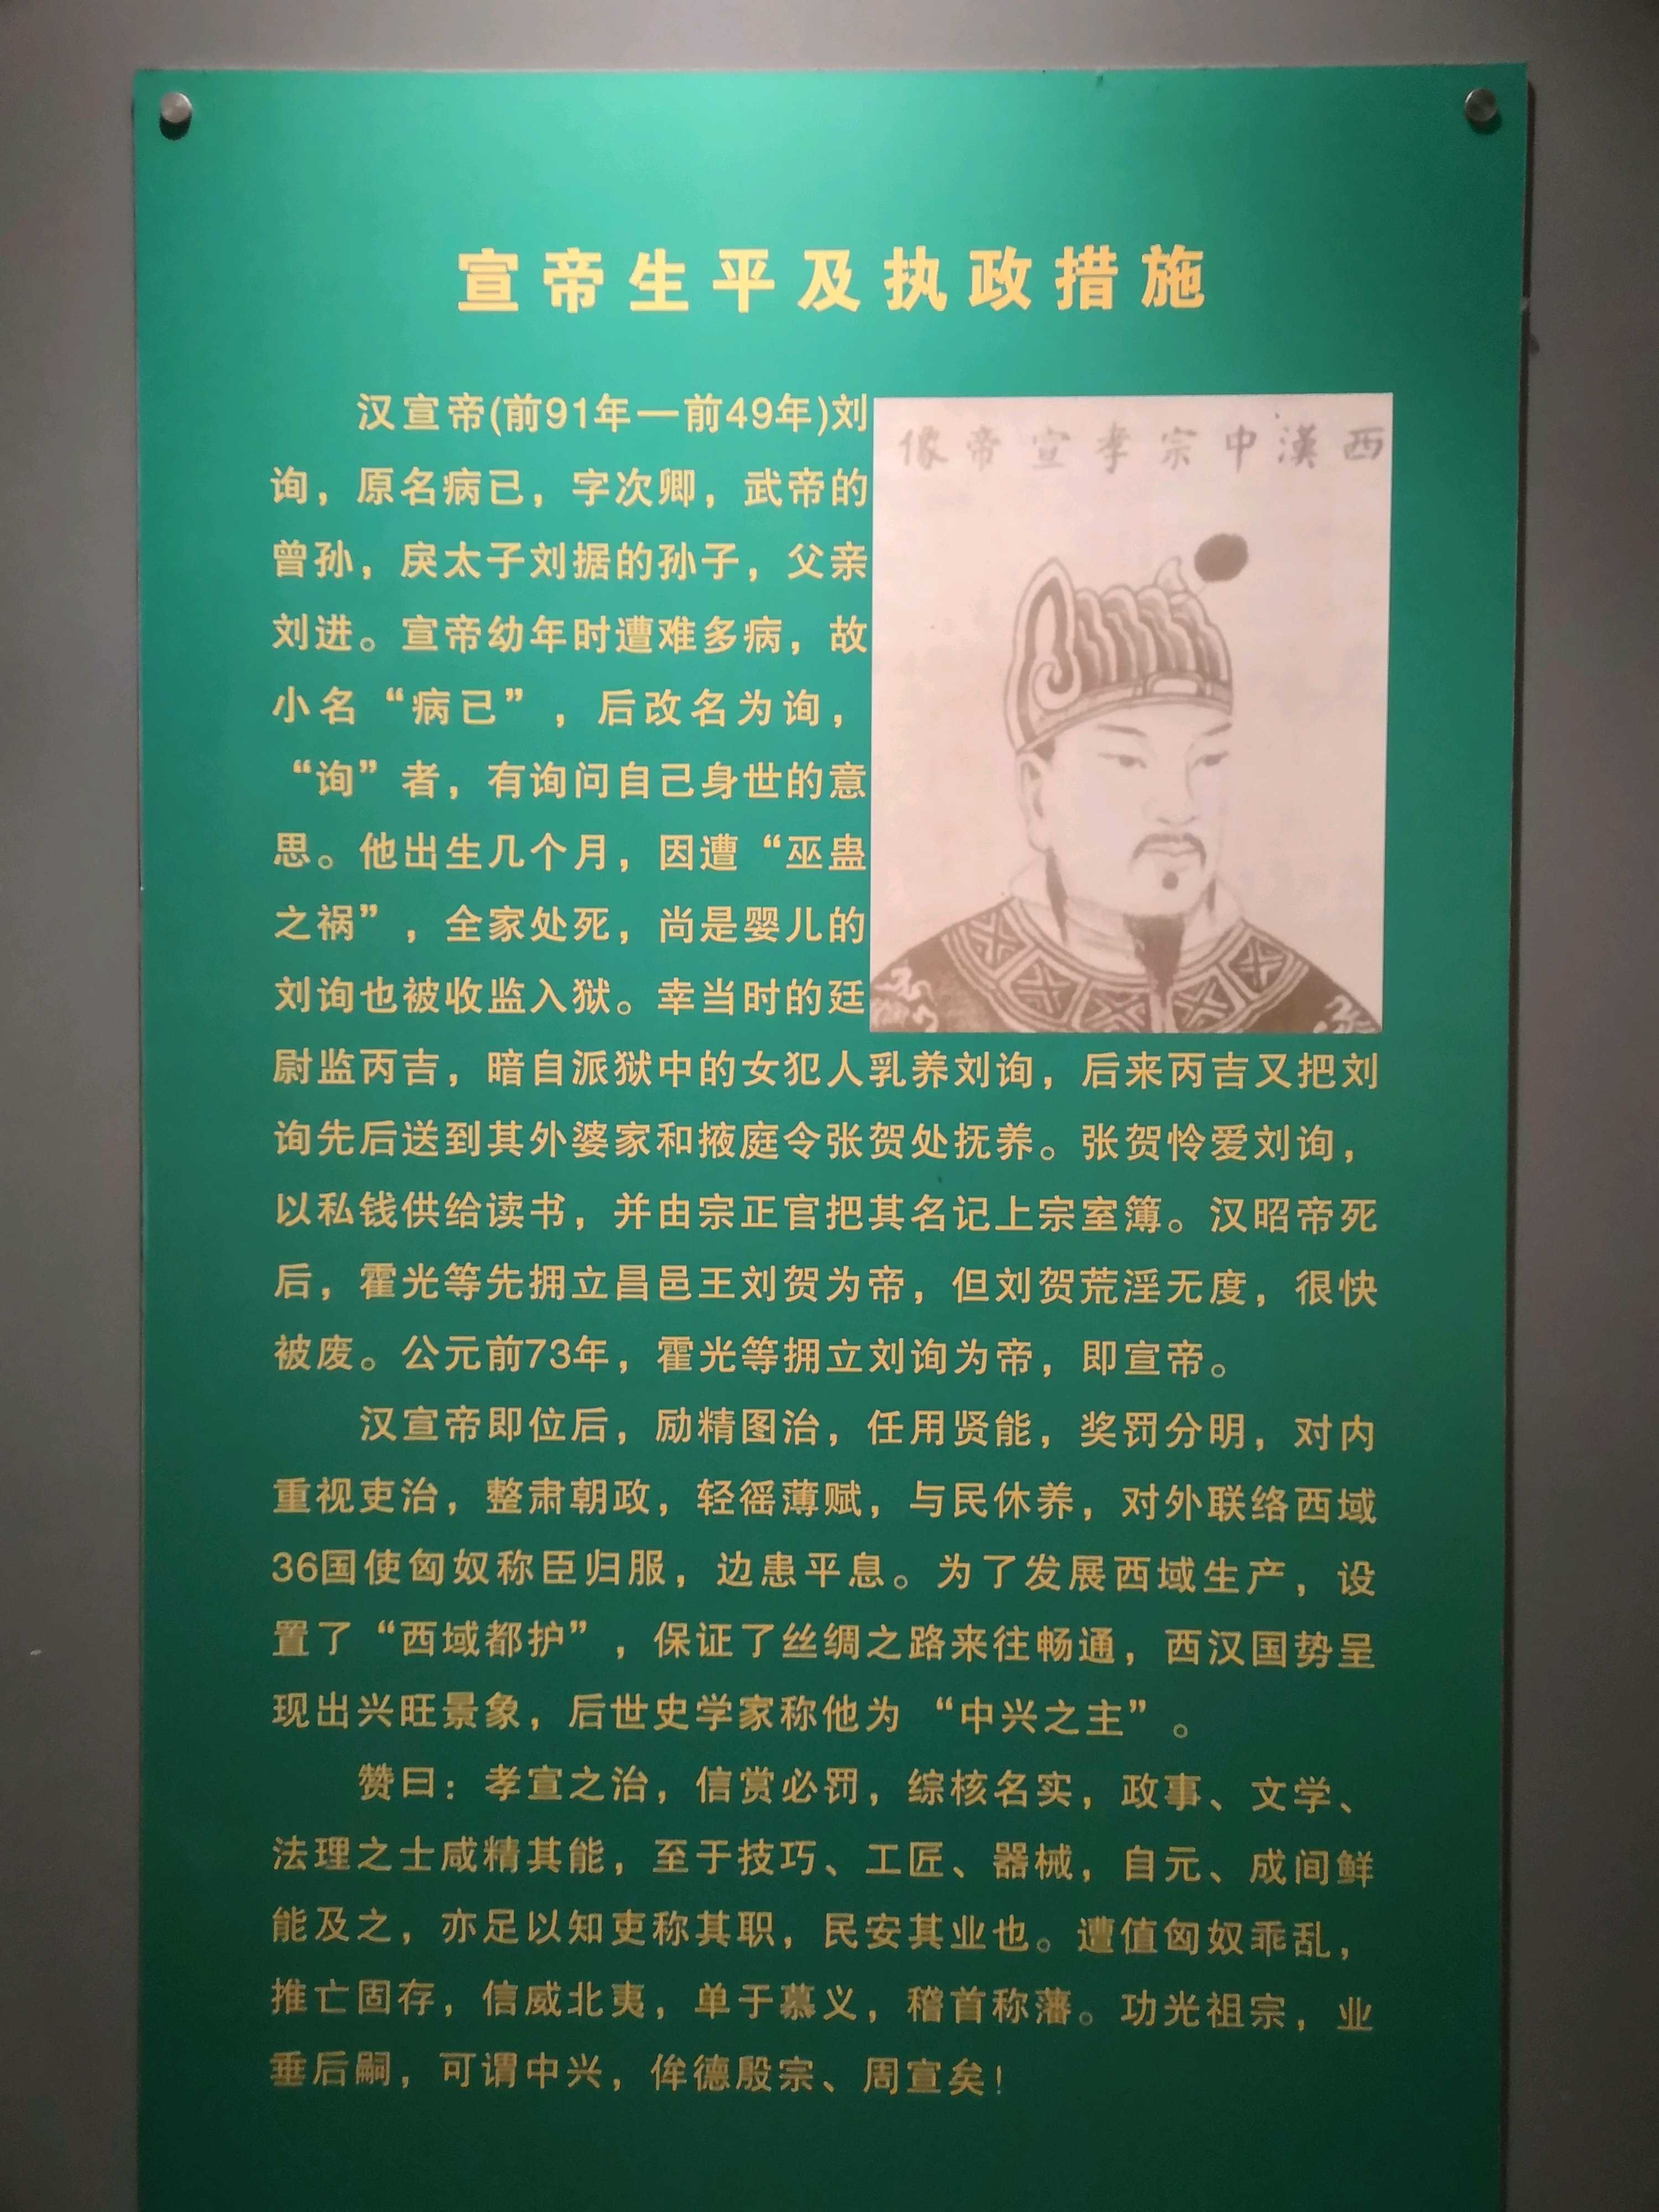 宣帝生平及执政措施
汉宣帝(前91年—前49年)刘
询，原名病已，字次卿，武帝的
曾孙，戾太子刘据的孙子，父亲
刘进。宣帝幼年时遭难多病，故
小名“病已”，后改名为询，
“询”者，有询问自己身世的意
思。他出生几个月，因遭“巫蛊
之祸”，全家处死，尚是婴儿的
刘询也被收监入狱。幸当时的廷
尉监丙吉，暗自派狱中的女犯人乳养刘询，后来丙吉又把刘
询先后送到其外婆家和掖庭令张贺处抚养。张贺怜爱刘询，
以私钱供给读书，并由宗正官把其名记上宗室簿。汉昭帝死
后，霍光等先拥立昌邑王刘贺为帝，但刘贺荒淫无度，很快
被废。公元前73年，霍光等拥立刘询为帝，即宣帝。
汉宣帝即位后，励精图治，任用贤能，奖罚分明，对内
重视吏治，整肃朝政，轻徭薄赋，与民休养，对外联络西域
36国使匈奴称臣归服，边患平息。为了发展西域生产，设
置了“西域都护”，保证了丝绸之路来往畅通，西汉国势呈
现出兴旺景象，后世史学家称他为“中兴之主”。
赞曰：孝宣之治，信赏必罚，综核名实，政事、文学、
法理之士咸精其能，至于技巧、工匠、器械，自元、成间鲜
能及之，亦足以知吏称其职，民安其业也。遭值匈奴乖乱，
推亡固存，信威北夷，单于慕义，稽首称藩。功光祖宗，业
垂后嗣，可谓中兴，侔德殷宗、周宣矣！
西漢中宗孝宣帝像